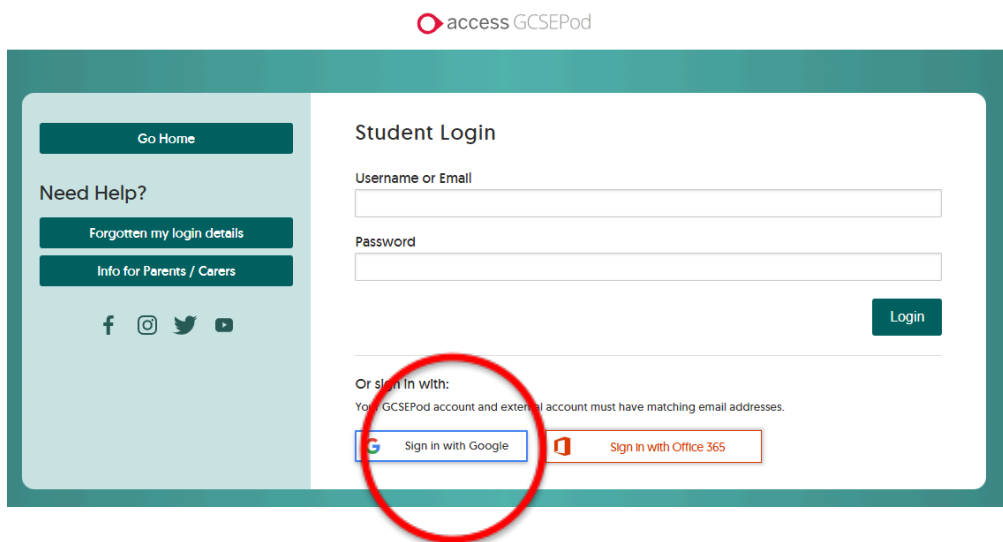 access GCSEPod
Go Home
Need Help?
Forgotten my login details
Info for Parents / Carers
Student Login
Username or Email
Password
Login
Or sign in with:
Your GCSEPod account and external account must have matching email addresses.
Sign in with Google
Sign in with Office 365